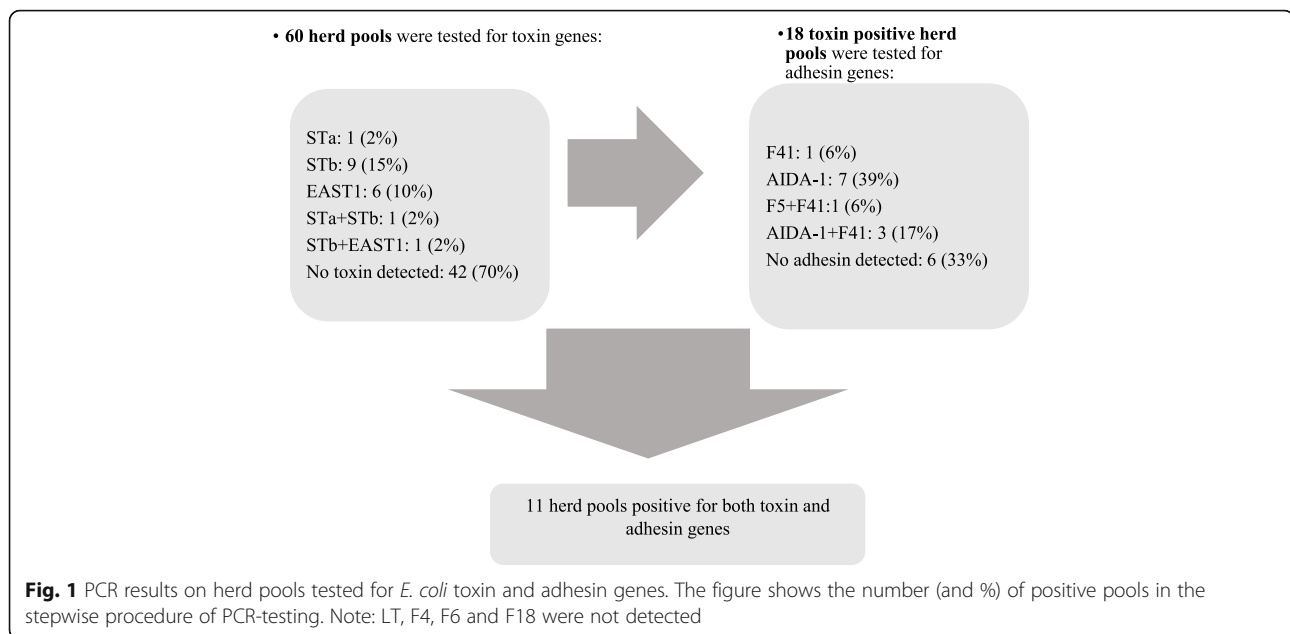 • 60 herd pools were tested for toxin genes:
STa: 1 (2%)
STb: 9 (15%)
EAST1: 6 (10%)
STa+STb: 1 (2%)
STb+EAST1: 1 (2%)
No toxin detected: 42 (70%)
•18 toxin positive herd
pools were tested for
adhesin genes:
F41: 1 (6%)
AIDA-1: 7 (39%)
F5+F41:1 (6%)
AIDA-1+F41: 3 (17%)
No adhesin detected: 6 (33%)
11 herd pools positive for both toxin and
adhesin genes
Fig. 1 PCR results on herd pools tested for E. coli toxin and adhesin genes. The figure shows the number (and %) of positive pools in the
stepwise procedure of PCR-testing. Note: LT, F4, F6 and F18 were not detected